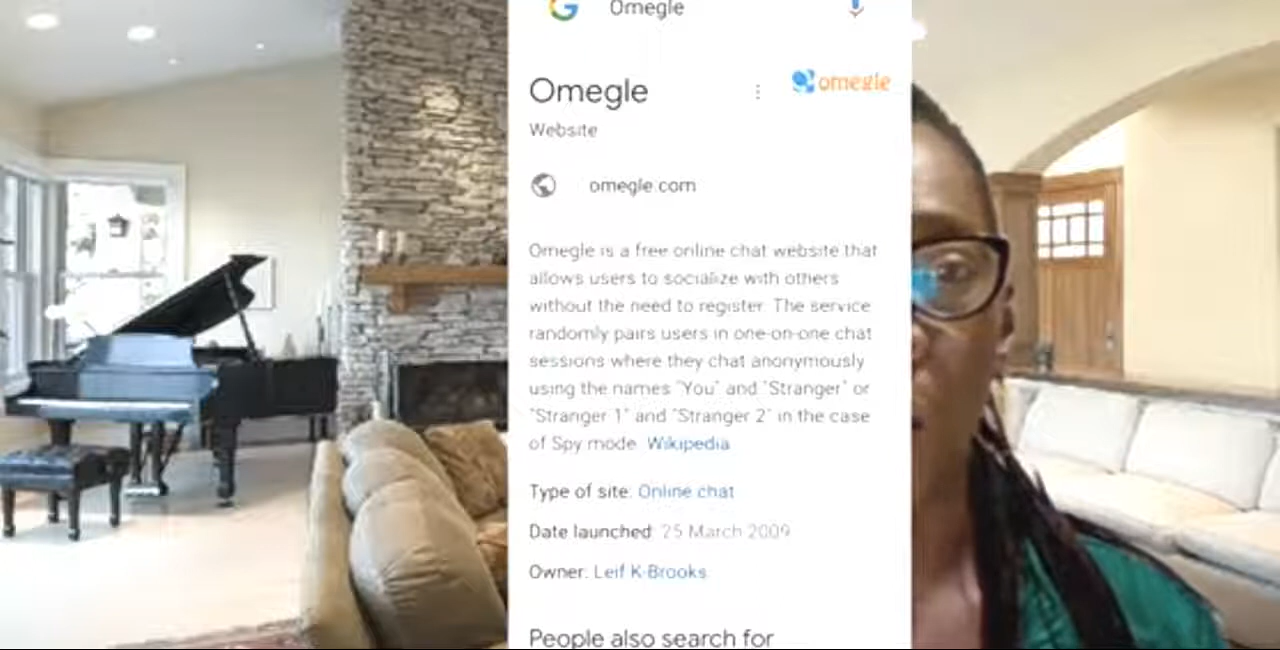 Omegle
Omegle
omegle
Website
omegle.com
Omegle is a free online chat website that
allows users to socialize with others
without the need to register. The service
randomly pairs users in one-on-one chat
sessions where they chat anonymously
using the names "You" and "Stranger" or
"Stranger 1" and "Stranger 2" in the case
of Spy mode. Wikipedia
Type of site: Online chat
Date launched: 25 March 2009
Owner: Leif K-Brooks
People also search for